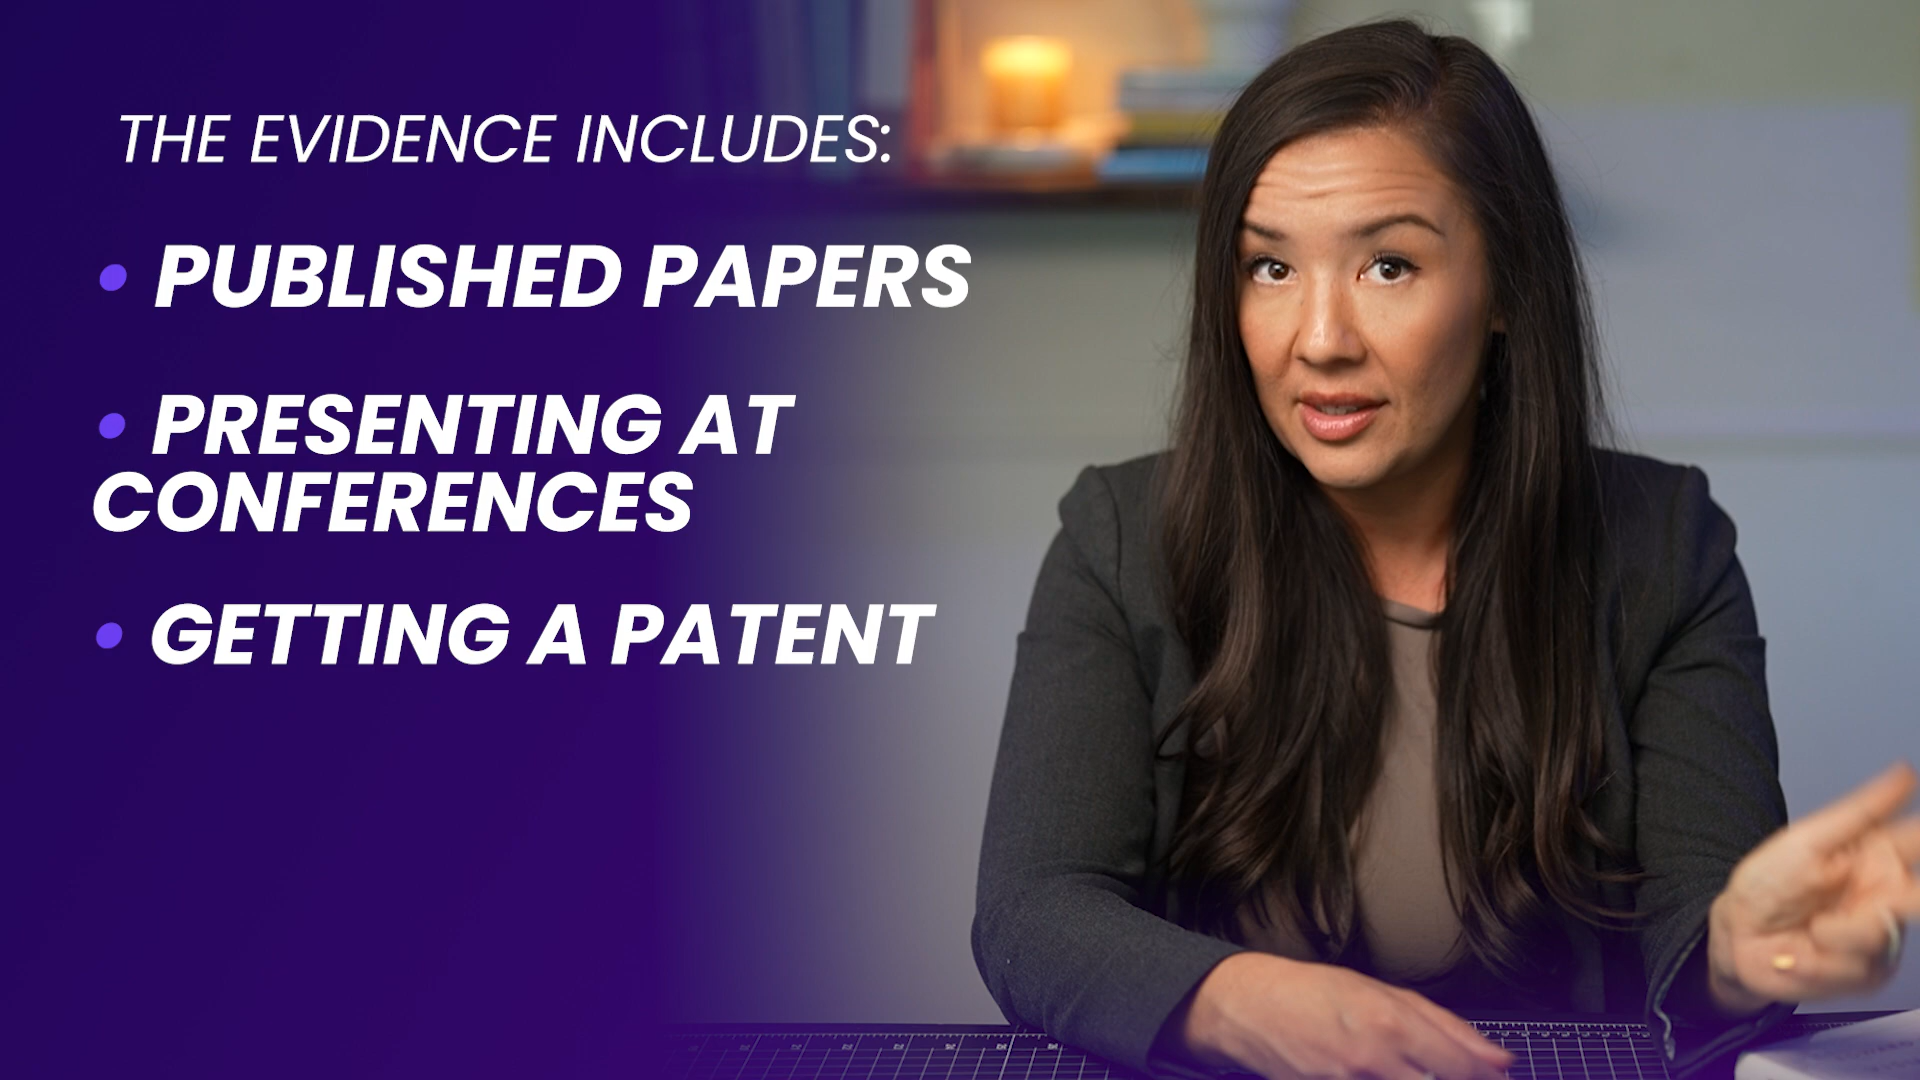 THE EVIDENCE INCLUDES:
• PUBLISHED PAPERS
• PRESENTING AT
CONFERENCES
• GETTING A PATENT